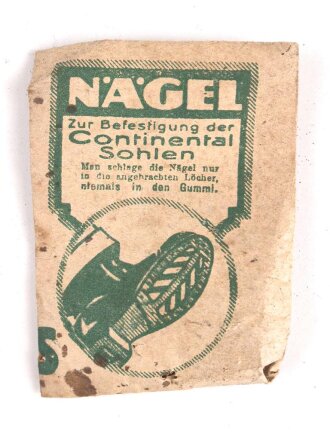 NÄGEL
Zur Befestigung der
Continental
Sohlen
Man schlage die Nägel nur
in die angebrachten Löcher,
niemals in den Gummi.
S